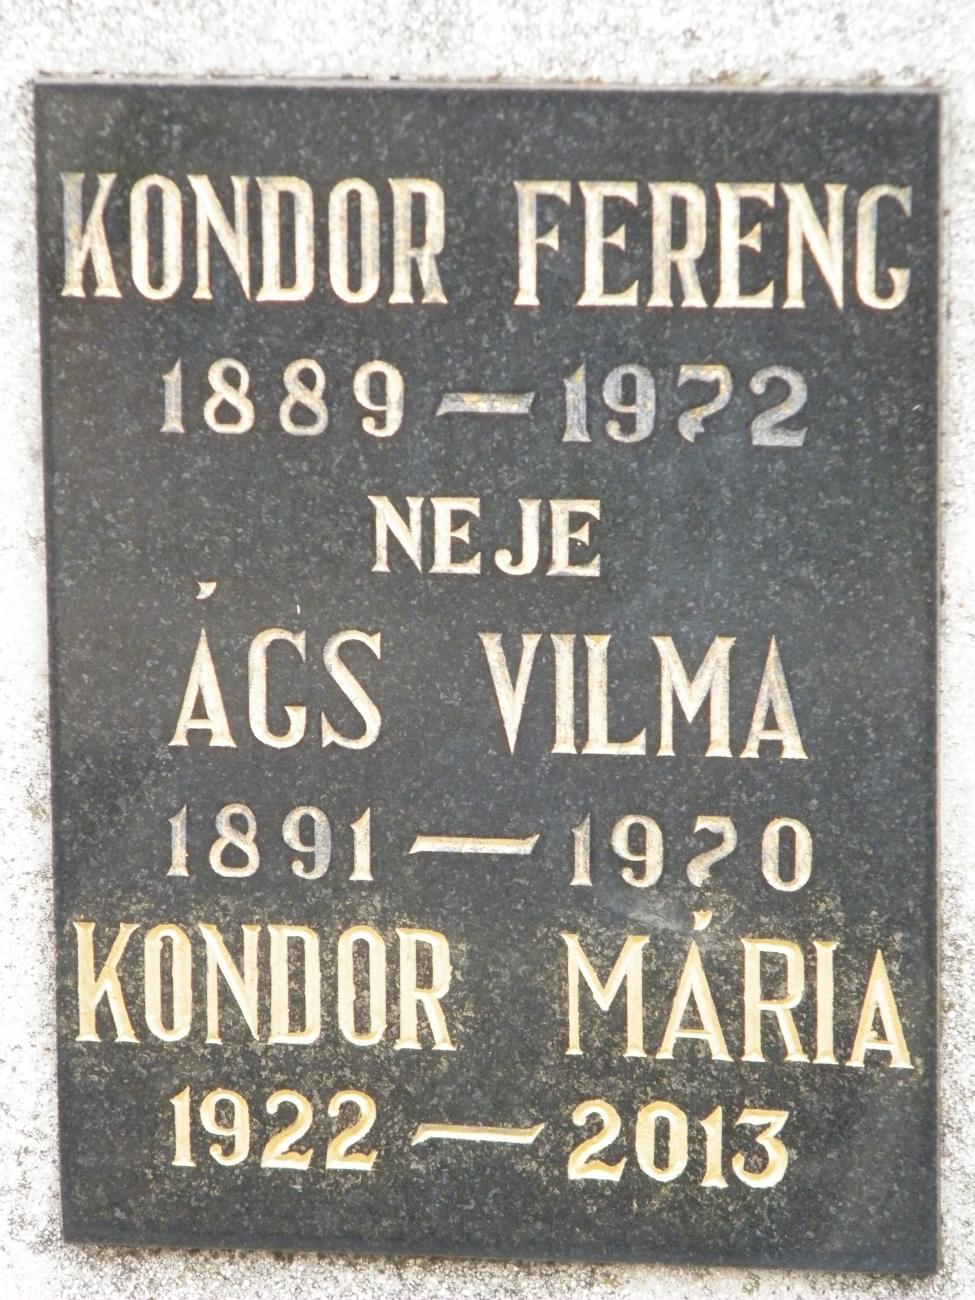 KONDOR FERENC
1889 — 1972
NEJE
ÁCS VILMA
1891 — 1970
KONDOR MÁRIA
1922 — 2013